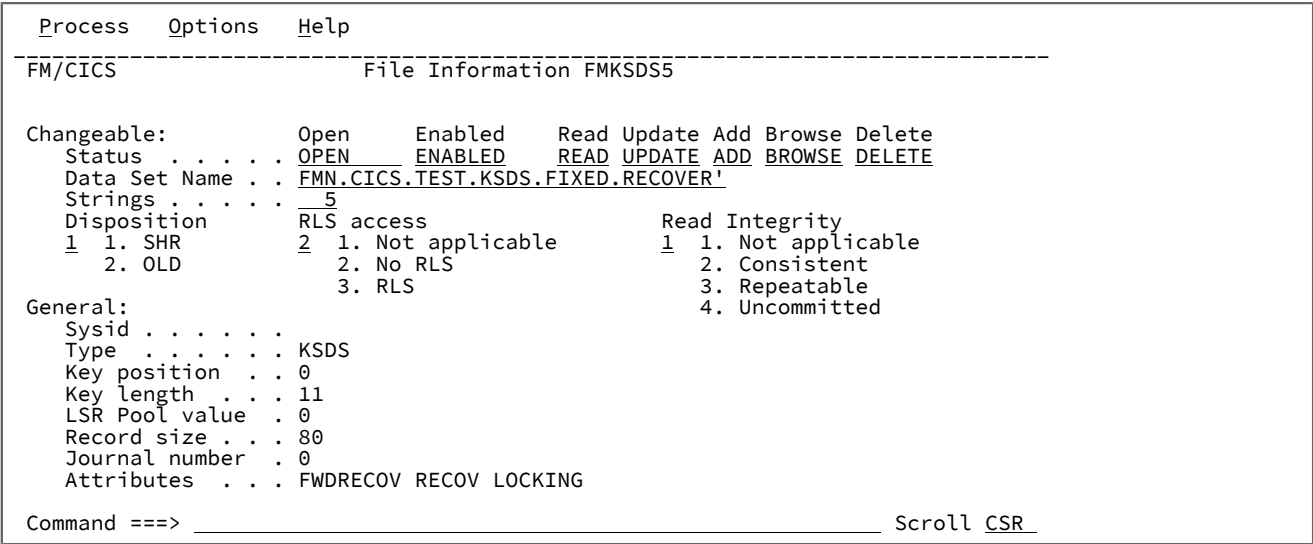 Process   Options   Help
FM/CICS                   File Information FMKSDS5
Changeable:          Open     Enabled    Read Update Add Browse Delete
Status  . . . . . OPEN     ENABLED    READ UPDATE ADD BROWSE DELETE
Data Set Name . . FMN.CICS.TEST.KSDS.FIXED.RECOVER'
Strings . . . . .   5
Disposition       RLS access                  Read Integrity
1  1. SHR         2  1. Not applicable        1  1. Not applicable
2. OLD            2. No RLS                   2. Consistent
3. RLS                      3. Repeatable
General:                                            4. Uncommitted
Sysid . . . . . .
Type  . . . . . . KSDS
Key position  . . 0
Key length  . . . 11
LSR Pool value  . 0
Record size . . . 80
Journal number  . 0
Attributes  . . . FWDRECOV RECOV LOCKING
Command ===>                                                       Scroll CSR